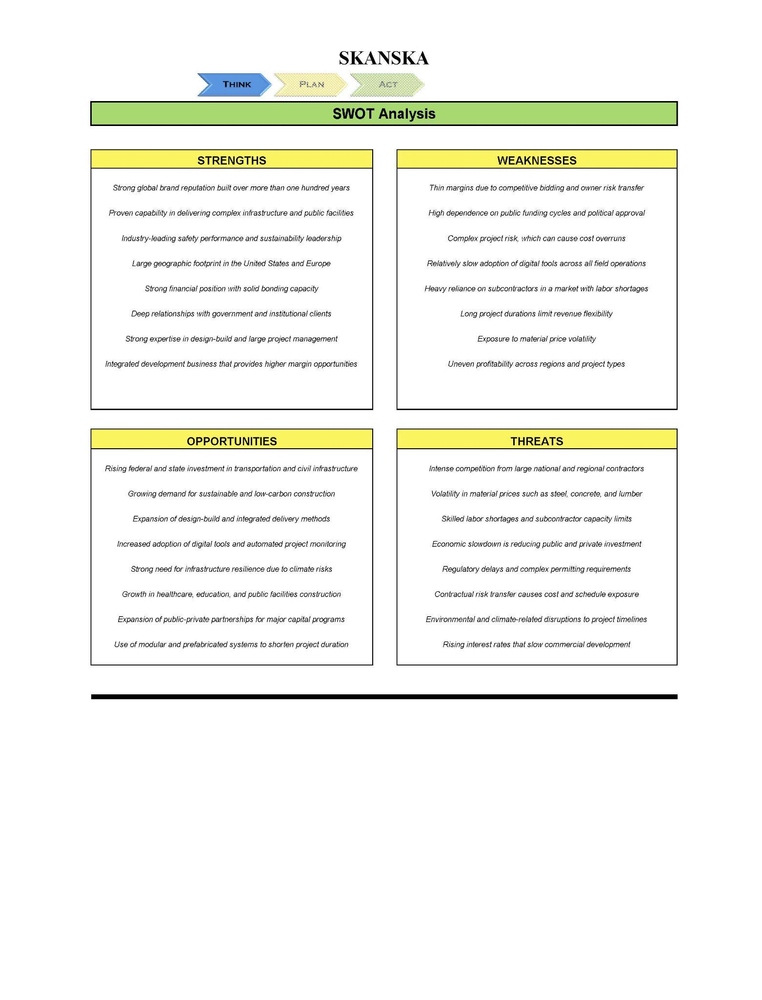 SKANSKA
THINK
PLAN
ACT
SWOT Analysis
STRENGTHS
Strong global brand reputation built over more than one hundred years
Proven capability in delivering complex infrastructure and public facilities
Industry-leading safety performance and sustainability leadership
Large geographic footprint in the United States and Europe
Strong financial position with solid bonding capacity
Deep relationships with government and institutional clients
Strong expertise in design-build and large project management
Integrated development business that provides higher margin opportunities
WEAKNESSES
Thin margins due to competitive bidding and owner risk transfer
High dependence on public funding cycles and political approval
Complex project risk, which can cause cost overruns
Relatively slow adoption of digital tools across all field operations
Heavy reliance on subcontractors in a market with labor shortages
Long project durations limit revenue flexibility
Exposure to material price volatility
Uneven profitability across regions and project types
OPPORTUNITIES
Rising federal and state investment in transportation and civil infrastructure
Growing demand for sustainable and low-carbon construction
Expansion of design-build and integrated delivery methods
Increased adoption of digital tools and automated project monitoring
Strong need for infrastructure resilience due to climate risks
Growth in healthcare, education, and public facilities construction
Expansion of public-private partnerships for major capital programs
Use of modular and prefabricated systems to shorten project duration
THREATS
Intense competition from large national and regional contractors
Volatility in material prices such as steel, concrete, and lumber
Skilled labor shortages and subcontractor capacity limits
Economic slowdown is reducing public and private investment
Regulatory delays and complex permitting requirements
Contractual risk transfer causes cost and schedule exposure
Environmental and climate-related disruptions to project timelines
Rising interest rates that slow commercial development